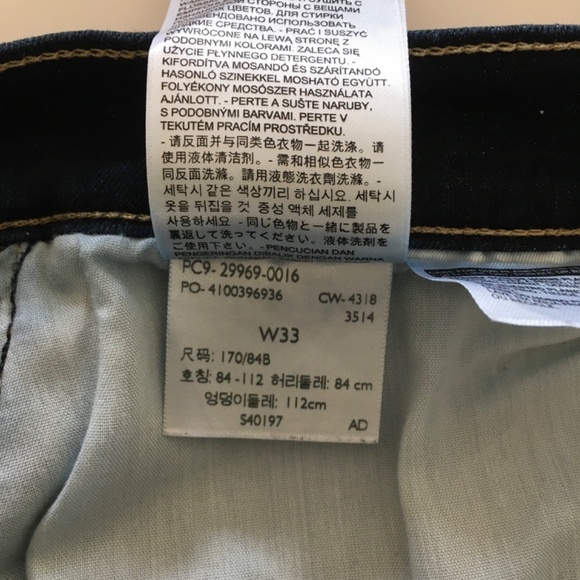 СТОРОНЫ С ВЕЩАМИ
ЦВЕТОВ. ДЛЯ СТИРКИ
ИСПОЛЬЗОВАТЬ
СРЕДСТВА. - PRAĆ I SUSZYĆ
WYWRÓCONE NA LEWĄ STRONĘ Z
PODOBNYMI KOLORAMI. ZALECA SIĘ
UŻYCIE PŁYNNEGO DETERGENTU. -
KIFORDÍTVA MOSANDÓ ÉS SZÁRÍTANDÓ
HASONLÓ SZINEKKEL MOSHATÓ EGYÜTT.
FOLYÉKONY MOSÓSZER HASZNÁLATA
AJÁNLOTT. - PERTE A SUŠTE NARUBY,
S PODOBNÝMI BARVAMI. PERTE V
TEKUTÉM PRACÍM PROSTŘEDKU.
- 请反面并与同类色衣物一起洗涤。请
使用液体清洁剂。- 需和相似色衣物一
同反面洗滌。請用液態洗衣劑洗滌。-
세탁시 같은 색상끼리 하십시요. 세탁시
옷을 뒤집을 것. 중성 액체 세제를
사용하세요 - 同じ色物と一緒に製品を
裏返して洗ってください。液体洗剤をご
使用ください。- PENCUCIAN DAN
PENGERINGAN DIBALIK DENGAN WARNA
PC9- 29969-0016
PO- 4100396936 CW- 4318
3514
W33
尺码: 170/84B
호칭: 84 -112 허리둘레: 84 cm
엉덩이둘레: 112cm
S40197 AD